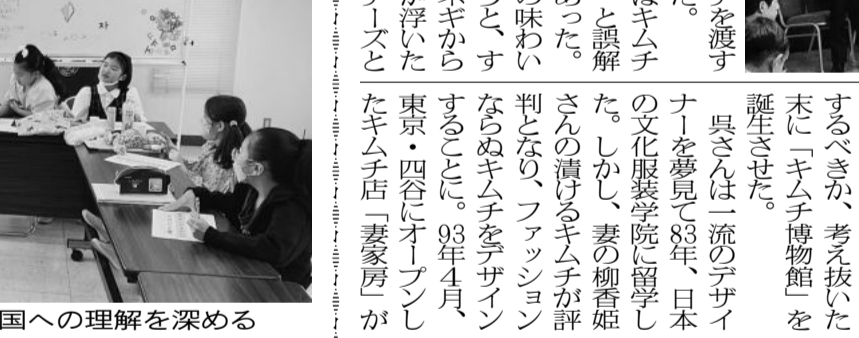 を渡す
た。
はキムチ
と誤解
あった。
の味わい
と、す
ギから
が浮いた
ーズと
するべきか、考え抜いた
末に「キムチ博物館」を
誕生させた。
呉さんは一流のデザイ
ナーを夢見て83年、日本
の文化服装学院に留学し
た。しかし、妻の柳香姫
さんの漬けるキムチが評
判となり、ファッション
ならぬキムチをデザイン
することに。93年4月、
東京・四谷にオープンし
たキムチ店「妻家房」が
国への理解を深める